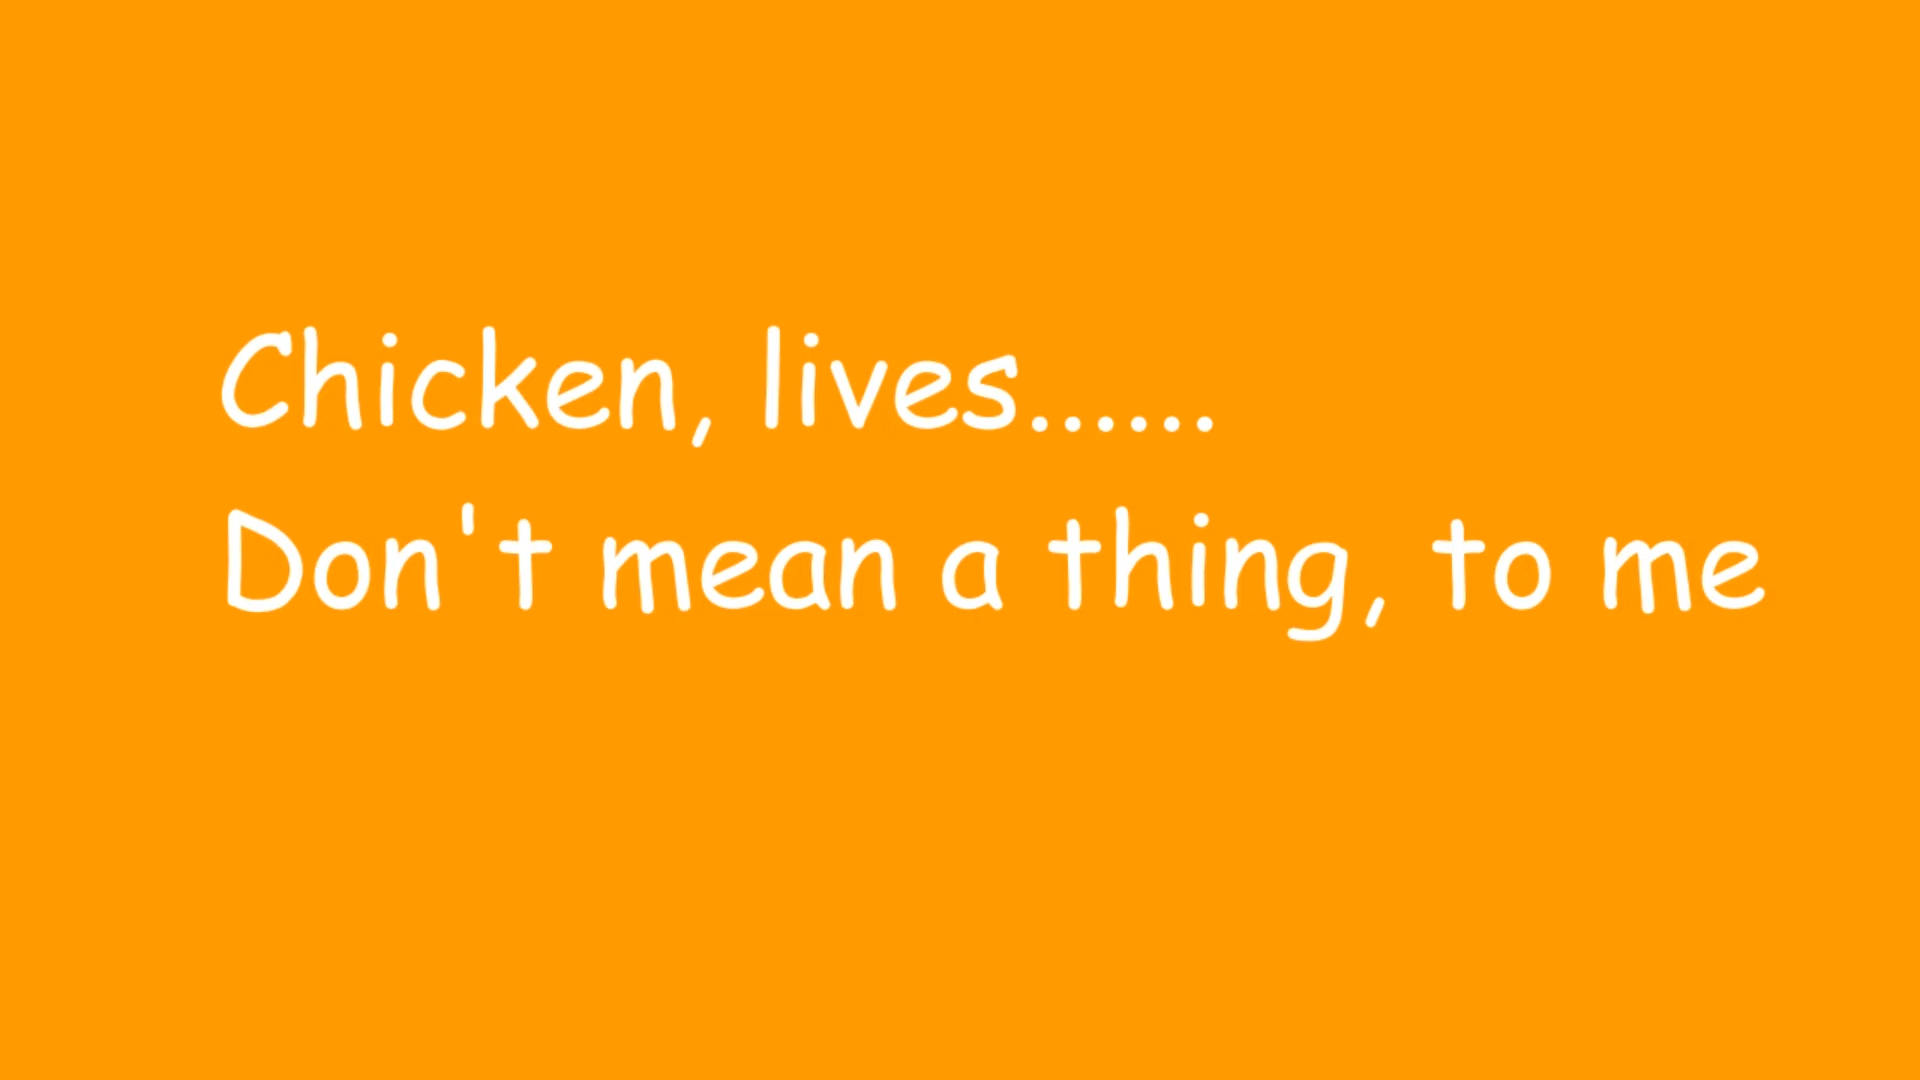 Chicken, lives......
Don't mean a thing, to me